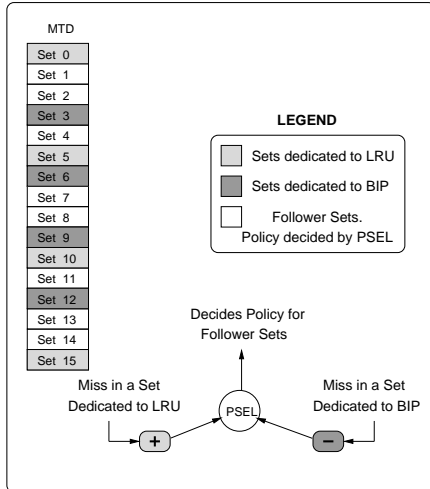 MTD
Set 0
Set 1
Set 2
Set 3
Set 4
Set 5
Set 6
Set 7
Set 8
Set 9
Set 10
Set 11
Set 12
Set 13
Set 14
Set 15
LEGEND
Sets dedicated to LRU
Sets dedicated to BIP
Follower Sets.
Policy decided by PSEL
Decides Policy for
Follower Sets
Miss in a Set
Dedicated to LRU
PSEL
Miss in a Set
Dedicated to BIP
+
−